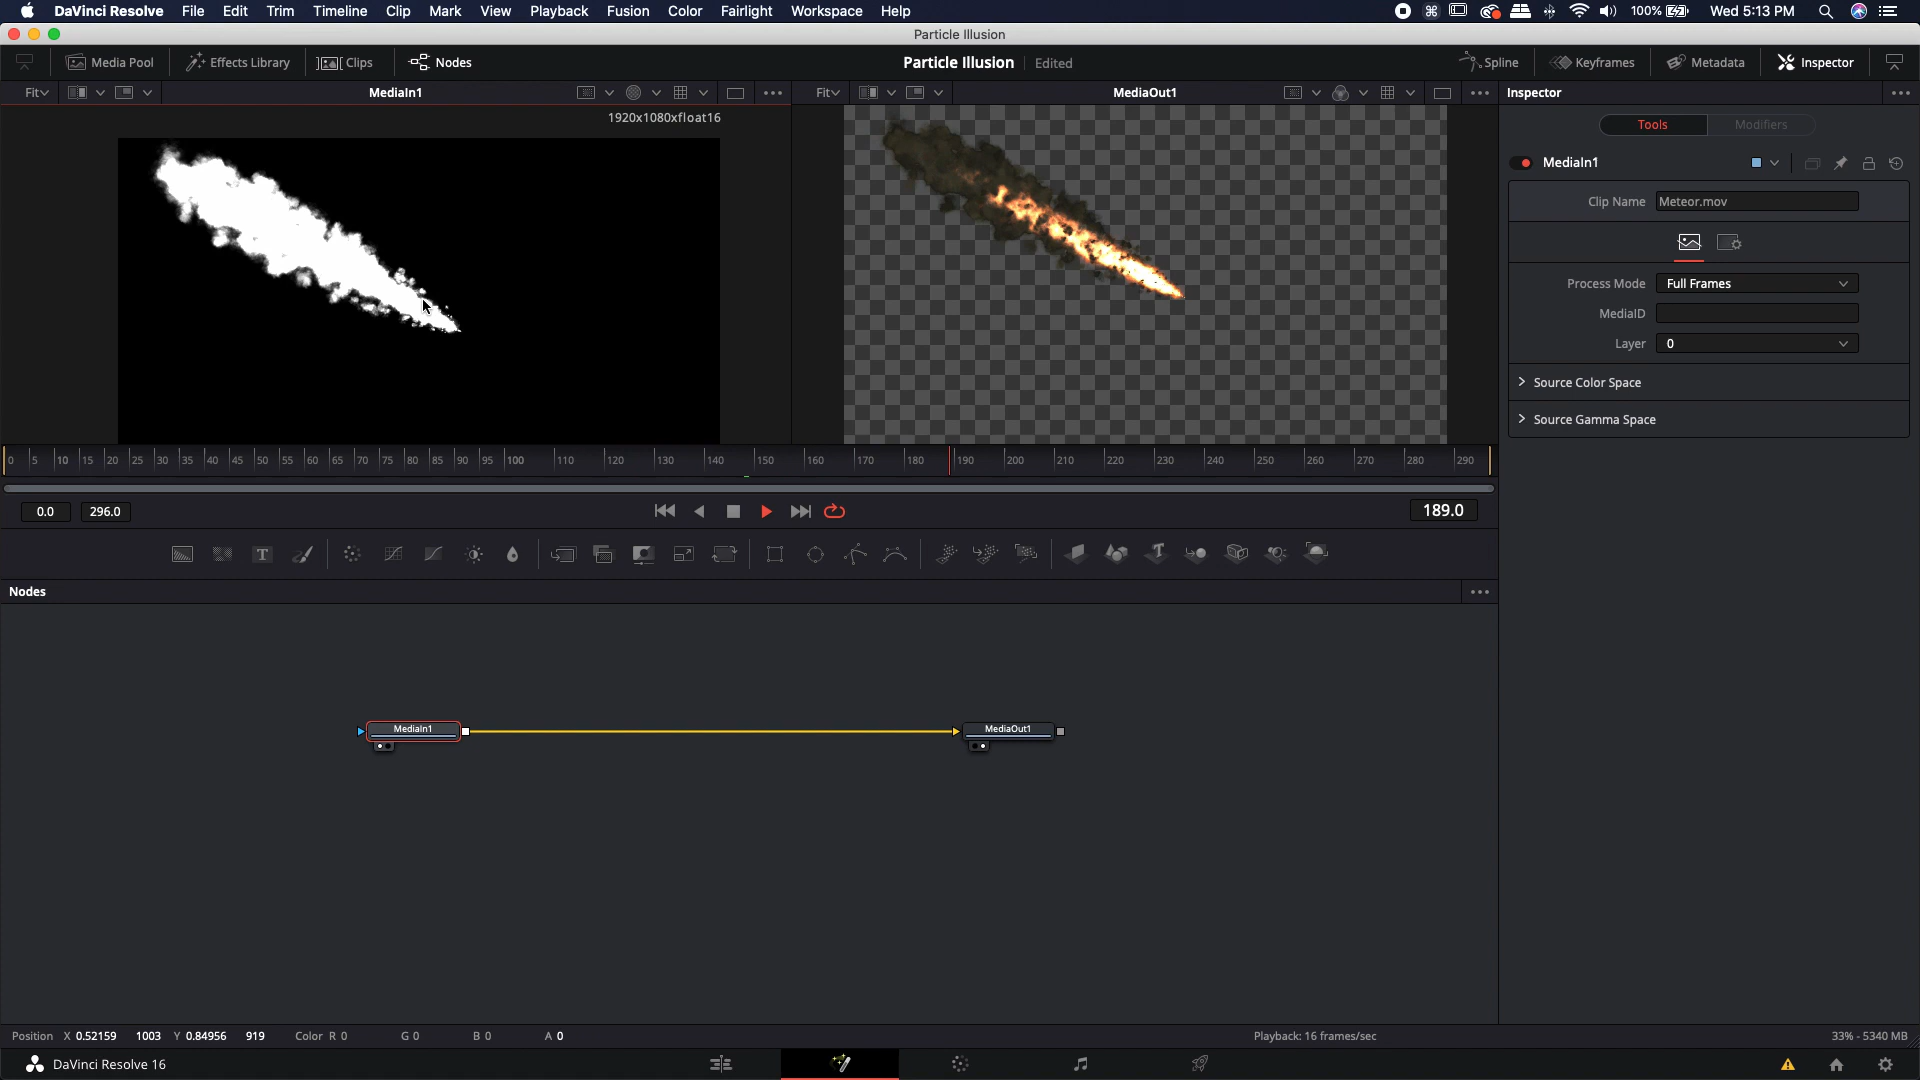 DaVinci Resolve File Edit Trim Timeline Clip Mark View Playback Fusion Color Fairlight Workspace Help 100% Wed 5:13 PM
Particle Illusion
Media Pool Effects Library Clips Nodes Particle Illusion Edited Spline Keyframes Metadata Inspector
Fit MediaIn1 Fit MediaOut1 Inspector
1920x1080xfloat16
Tools Modifiers
MediaIn1
Clip Name Meteor.mov
Process Mode Full Frames
MediaID
Layer 0
Source Color Space
Source Gamma Space
0 5 10 15 20 25 30 35 40 45 50 55 60 65 70 75 80 85 90 95 100 110 120 130 140 150 160 170 180 190 200 210 220 230 240 250 260 270 280 290
0.0 296.0 189.0
T
Nodes
MediaIn1 MediaOut1
Position X 0.52159 1003 Y 0.84956 919 Color R 0 G 0 B 0 A 0 Playback: 16 frames/sec 33% - 5340 MB
DaVinci Resolve 16